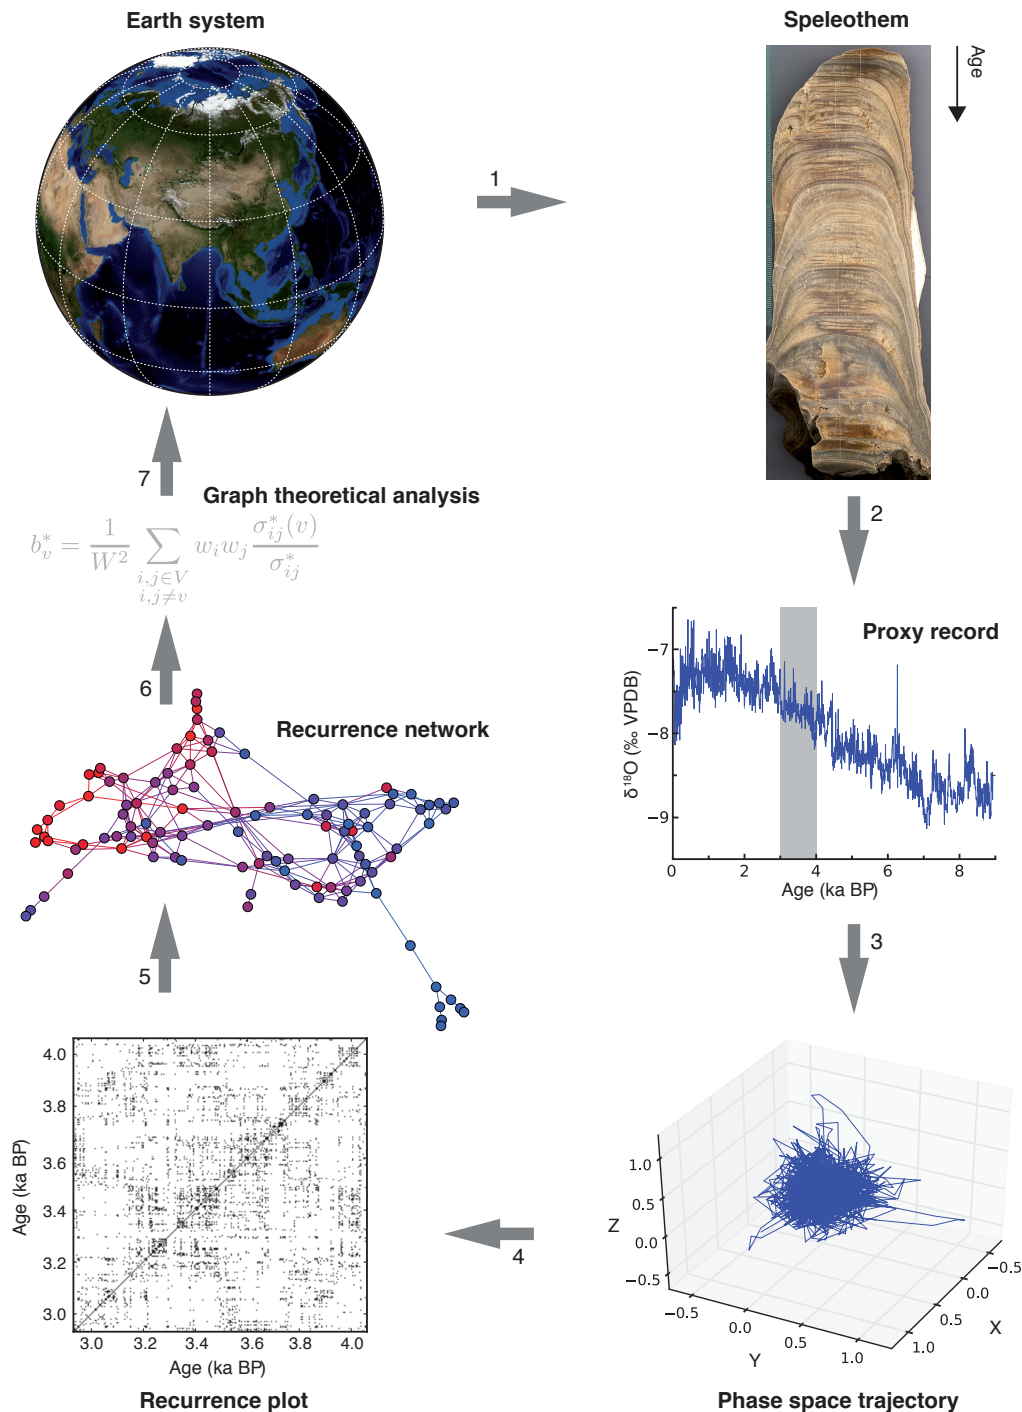 Earth system
Speleothem
Age
1
2
Proxy record
−7
−8
−9
δ¹⁸O (‰ VPDB)
0 2 4 6 8
Age (ka BP)
3
Z
1.0
0.5
0.0
−0.5
−0.5 0.0 0.5 1.0
Y
1.0 0.5 0.0 −0.5
X
Phase space trajectory
4
4.0
3.8
3.6
3.4
3.2
3.0
Age (ka BP)
3.0 3.2 3.4 3.6 3.8 4.0
Age (ka BP)
Recurrence plot
5
Recurrence network
6
Graph theoretical analysis
b*_v = 1/W² ∑_{i,j∈V i,j≠v} w_i w_j σ*_{ij}(v)/σ*_{ij}
7